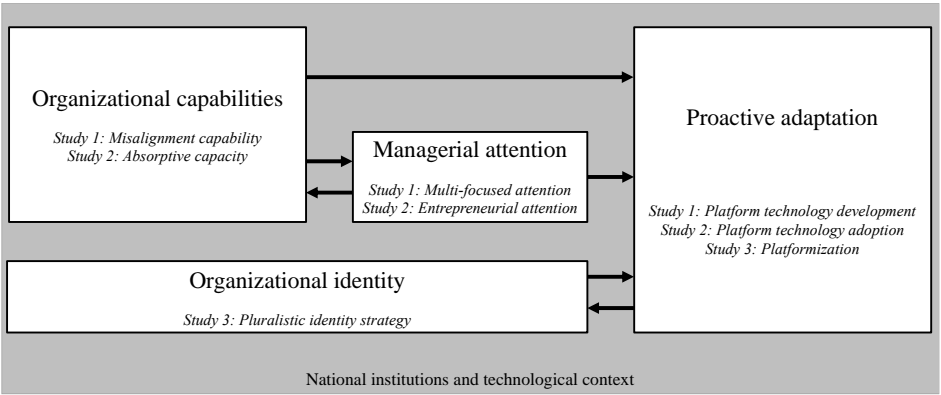 Organizational capabilities
Study 1: Misalignment capability
Study 2: Absorptive capacity
Managerial attention
Study 1: Multi-focused attention
Study 2: Entrepreneurial attention
Proactive adaptation
Study 1: Platform technology development
Study 2: Platform technology adoption
Study 3: Platformization
Organizational identity
Study 3: Pluralistic identity strategy
National institutions and technological context